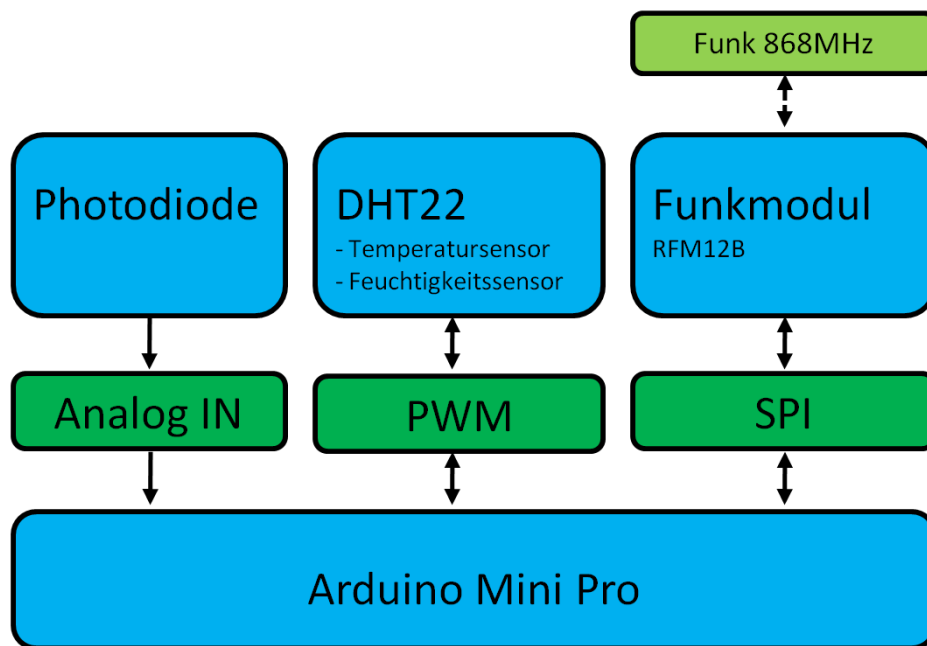 Funk 868MHz
Photodiode
DHT22
- Temperatursensor
- Feuchtigkeitssensor
Funkmodul
RFM12B
Analog IN
PWM
SPI
Arduino Mini Pro